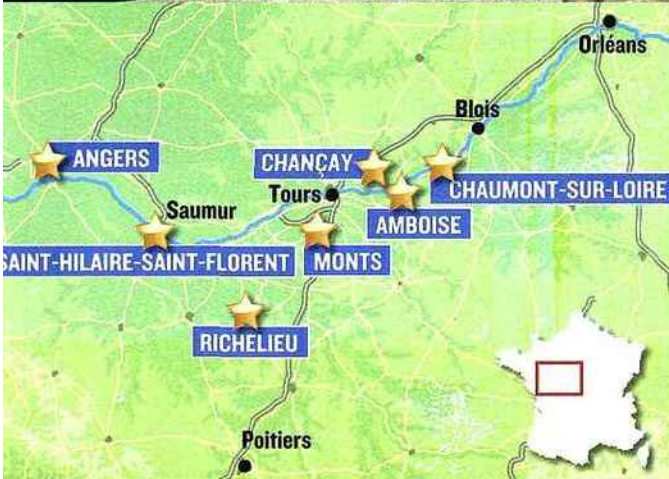 Orléans
Blois
ANGERS
CHANÇAY
CHAUMONT-SUR-LOIRE
Tours
AMBOISE
Saumur
SAINT-HILAIRE-SAINT-FLORENT
MONTS
RICHELIEU
Poitiers